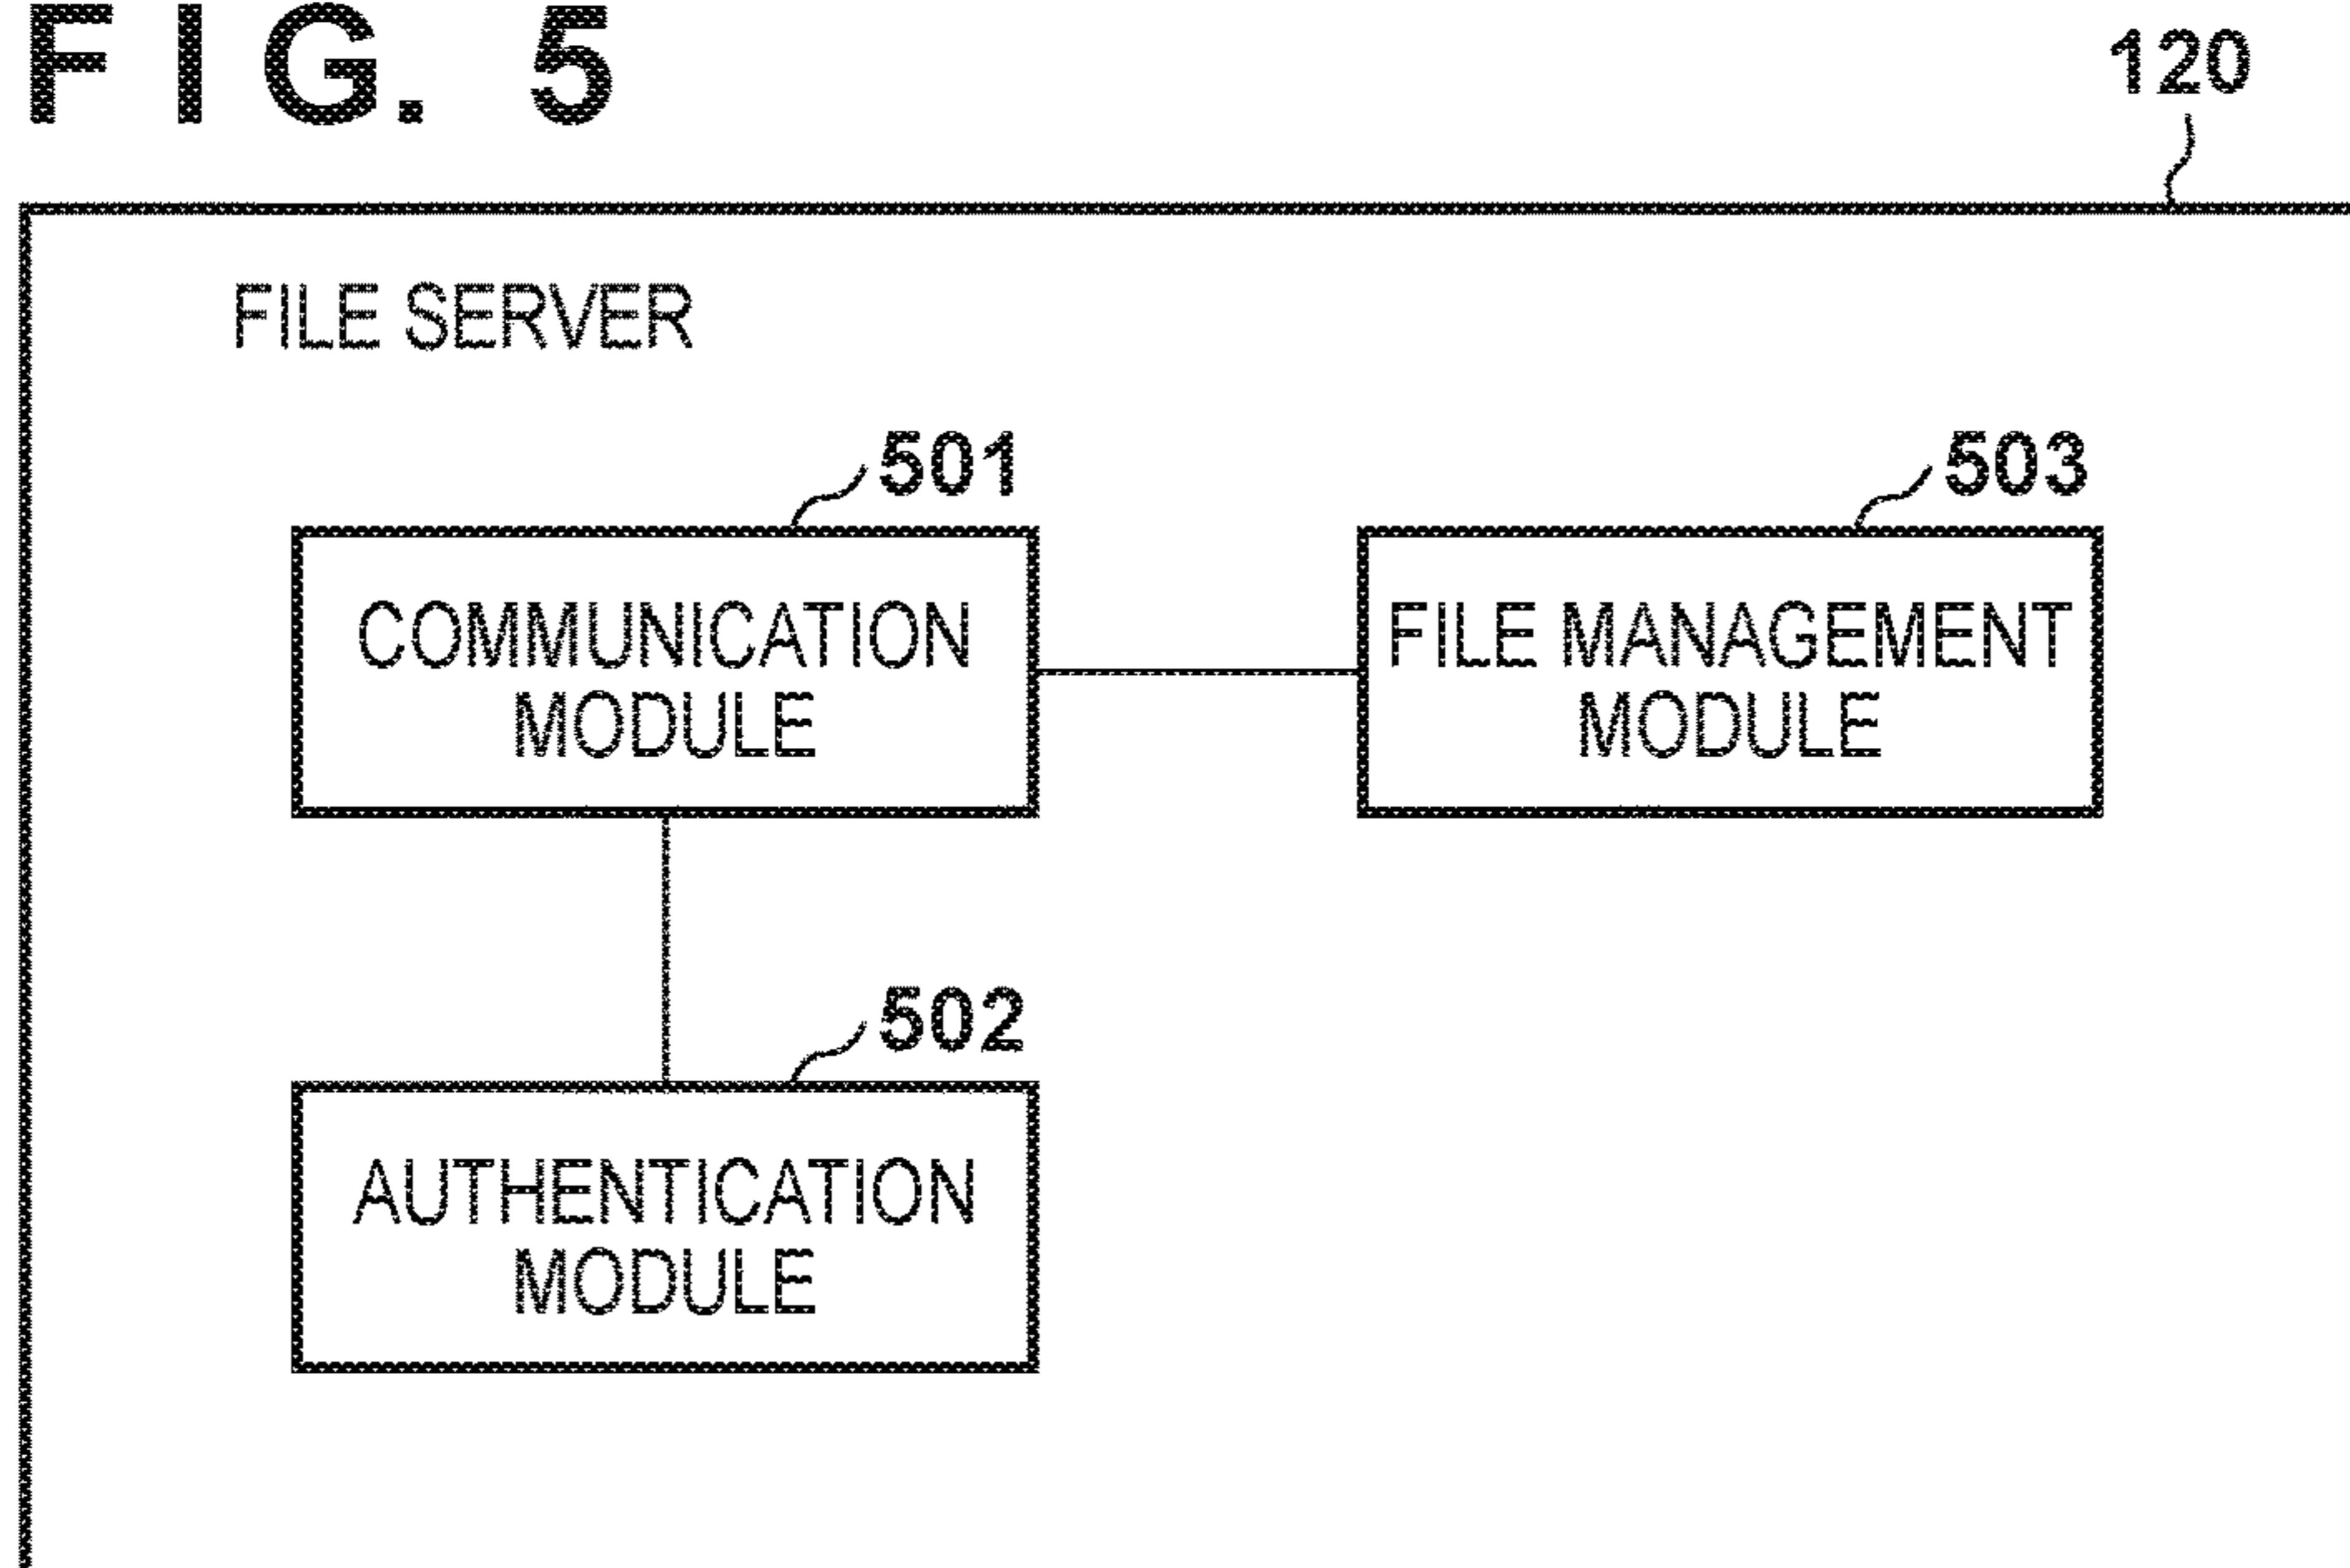 FIG. 5
120
FILE SERVER
501
503
COMMUNICATION
MODULE
FILE MANAGEMENT
MODULE
502
AUTHENTICATION
MODULE